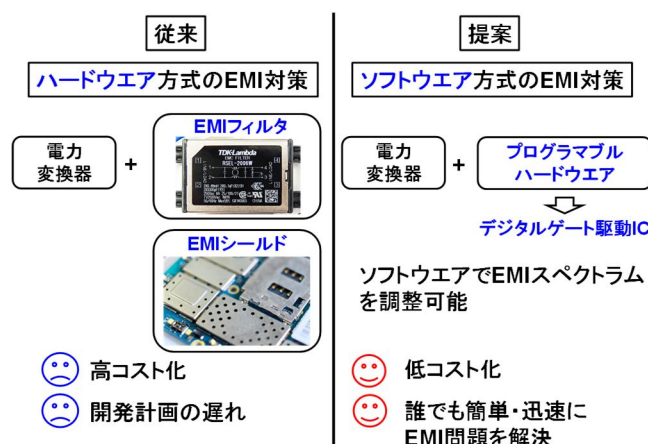 従来
ハードウエア方式のEMI対策
電力
変換器
+
EMIフィルタ
TDK-Lambda
EMC FILTER
RSEL-2006W
EMIシールド
高コスト化
開発計画の遅れ
提案
ソフトウエア方式のEMI対策
電力
変換器
+
プログラマブル
ハードウエア
デジタルゲート駆動IC
ソフトウエアでEMIスペクトラム
を調整可能
低コスト化
誰でも簡単・迅速に
EMI問題を解決